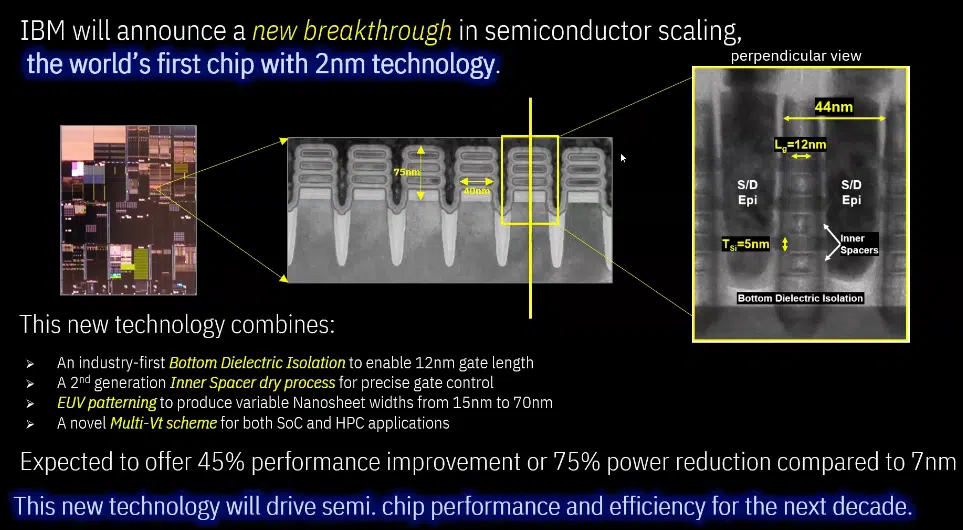 IBM will announce a new breakthrough in semiconductor scaling,
the world's first chip with 2nm technology.
perpendicular view
75nm
40nm
44nm
Lg=12nm
S/D
Epi
S/D
Epi
TSi=5nm
Inner
Spacers
Bottom Dielectric Isolation
This new technology combines:
➢ An industry-first Bottom Dielectric Isolation to enable 12nm gate length
➢ A 2nd generation Inner Spacer dry process for precise gate control
➢ EUV patterning to produce variable Nanosheet widths from 15nm to 70nm
➢ A novel Multi-Vt scheme for both SoC and HPC applications
Expected to offer 45% performance improvement or 75% power reduction compared to 7nm
This new technology will drive semi. chip performance and efficiency for the next decade.